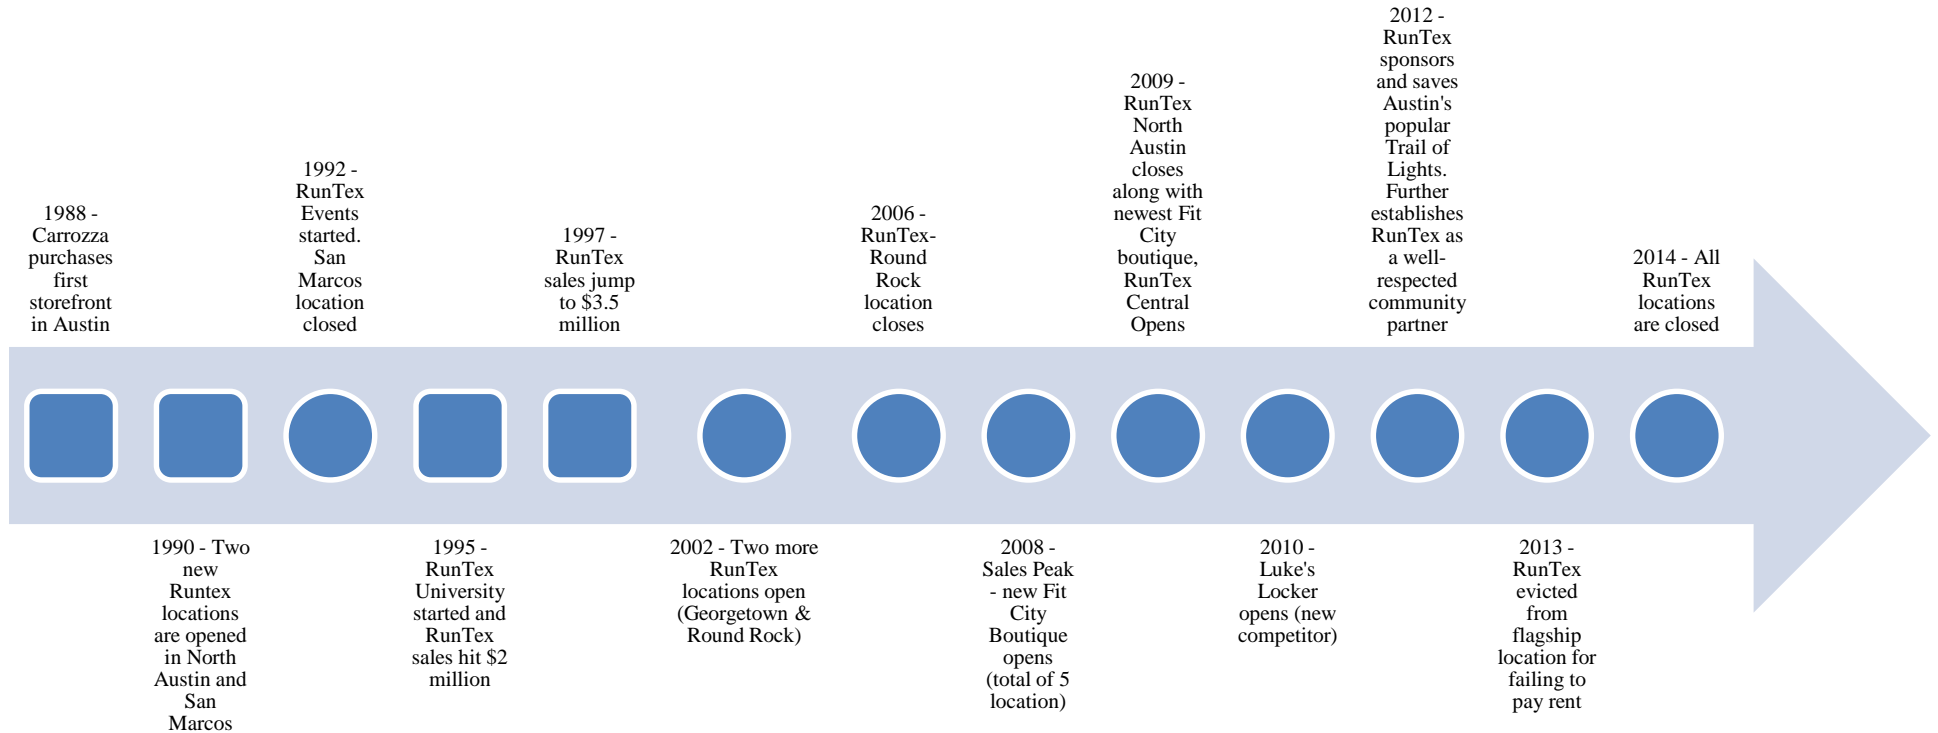 1988 -
Carrozza
purchases
first
storefront
in Austin
1990 - Two
new
Runtex
locations
are opened
in North
Austin and
San
Marcos
1992 -
RunTex
Events
started.
San
Marcos
location
closed
1995 -
RunTex
University
started and
RunTex
sales hit $2
million
1997 -
RunTex
sales jump
to $3.5
million
2002 - Two more
RunTex
locations open
(Georgetown &
Round Rock)
2006 -
RunTex-
Round
Rock
location
closes
2008 -
Sales Peak
- new Fit
City
Boutique
opens
(total of 5
location)
2009 -
RunTex
North
Austin
closes
along with
newest Fit
City
boutique,
RunTex
Central
Opens
2010 -
Luke's
Locker
opens (new
competitor)
2012 -
RunTex
sponsors
and saves
Austin's
popular
Trail of
Lights.
Further
establishes
RunTex as
a well-
respected
community
partner
2013 -
RunTex
evicted
from
flagship
location for
failing to
pay rent
2014 - All
RunTex
locations
are closed